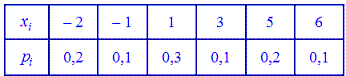 xᵢ – 2 – 1 1 3 5 6
pᵢ 0,2 0,1 0,3 0,1 0,2 0,1